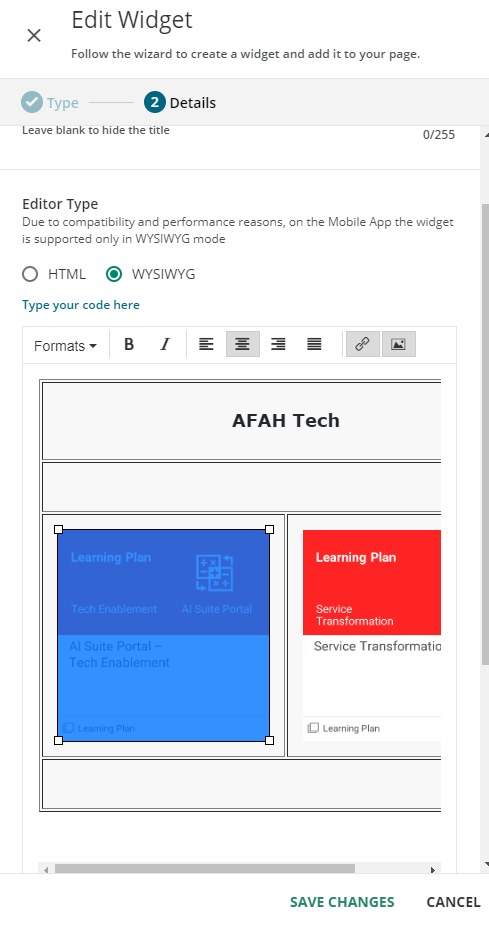 Edit Widget
Follow the wizard to create a widget and add it to your page.
Type
2 Details
Leave blank to hide the title
0/255
Editor Type
Due to compatibility and performance reasons, on the Mobile App the widget
is supported only in WYSIWYG mode
HTML WYSIWYG
Type your code here
Formats B I
AFAH Tech
Learning Plan
Tech Enablement AI Suite Portal
AI Suite Portal –
Tech Enablement
Learning Plan
Learning Plan
Service
Transformation
Service Transformatio
Learning Plan
SAVE CHANGES CANCEL